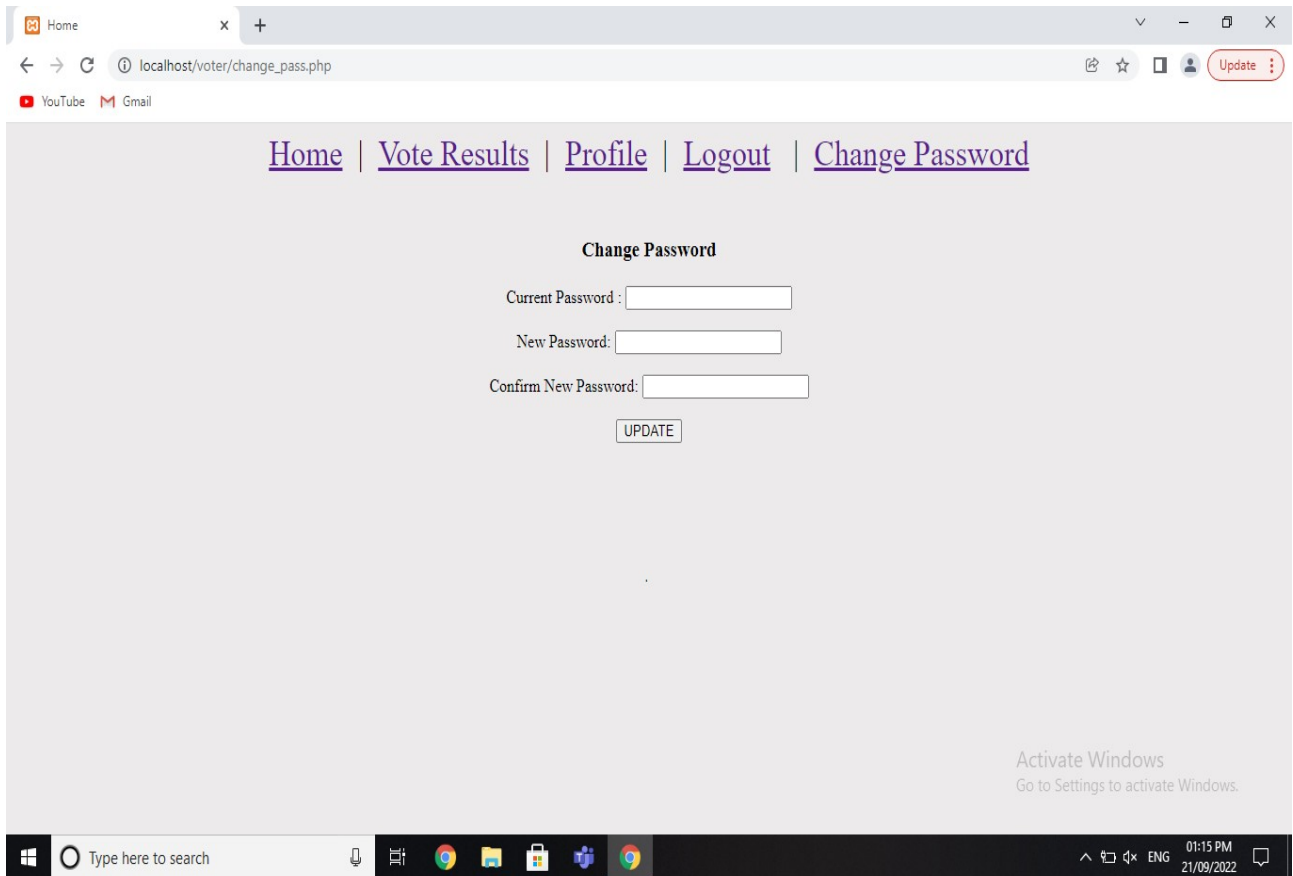 Home
localhost/voter/change_pass.php
Update
YouTube Gmail
Home | Vote Results | Profile | Logout | Change Password
Change Password
Current Password :
New Password:
Confirm New Password:
UPDATE
.
Activate Windows
Go to Settings to activate Windows.
Type here to search
ENG
01:15 PM
21/09/2022